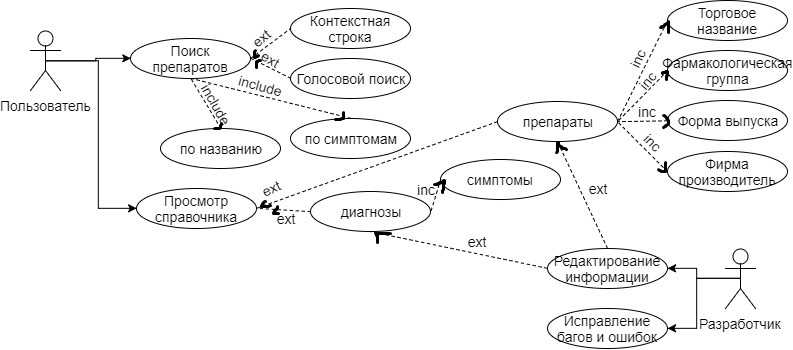 Контекстная
строка
ext
Поиск
препаратов
ext
Голосовой поиск
Пользователь
include
include
по названию
по симптомам
Торговое
название
inc
Фармакологическая
группа
inc
препараты
inc
Форма выпуска
inc
Фирма
производитель
Просмотр
справочника
ext
ext
диагнозы
inc
симптомы
ext
ext
Редактирование
информации
Разработчик
Исправление
багов и ошибок